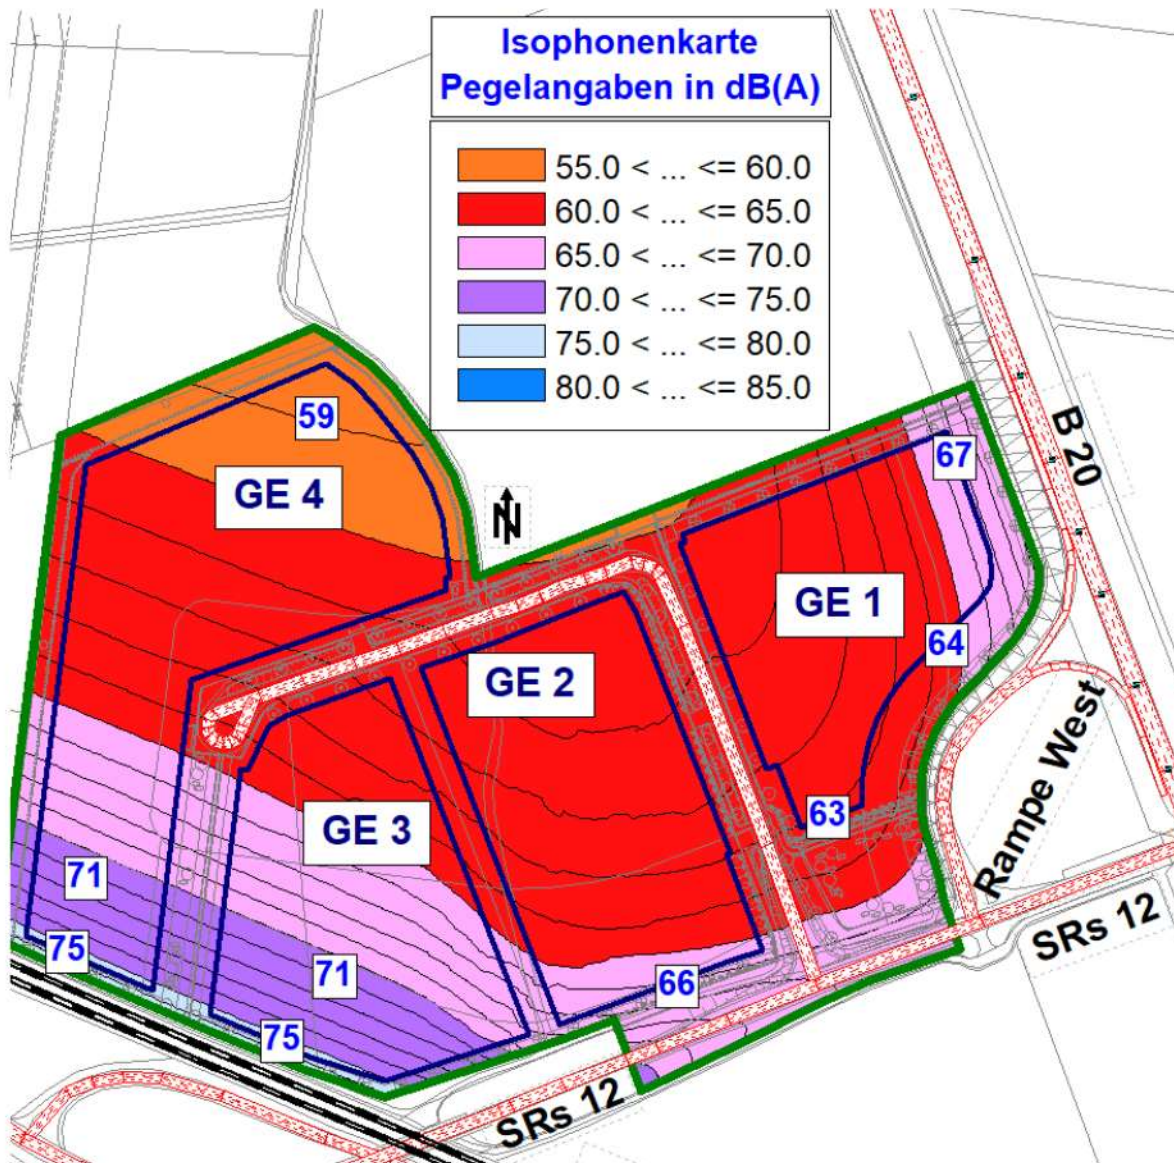 Isophonenkarte
Pegelangaben in dB(A)
55.0 < ... <= 60.0
60.0 < ... <= 65.0
65.0 < ... <= 70.0
70.0 < ... <= 75.0
75.0 < ... <= 80.0
80.0 < ... <= 85.0
59
B 20
67
GE 4
N
GE 1
64
GE 2
Rampe West
63
GE 3
71
SRs 12
75
71
66
75
SRs 12